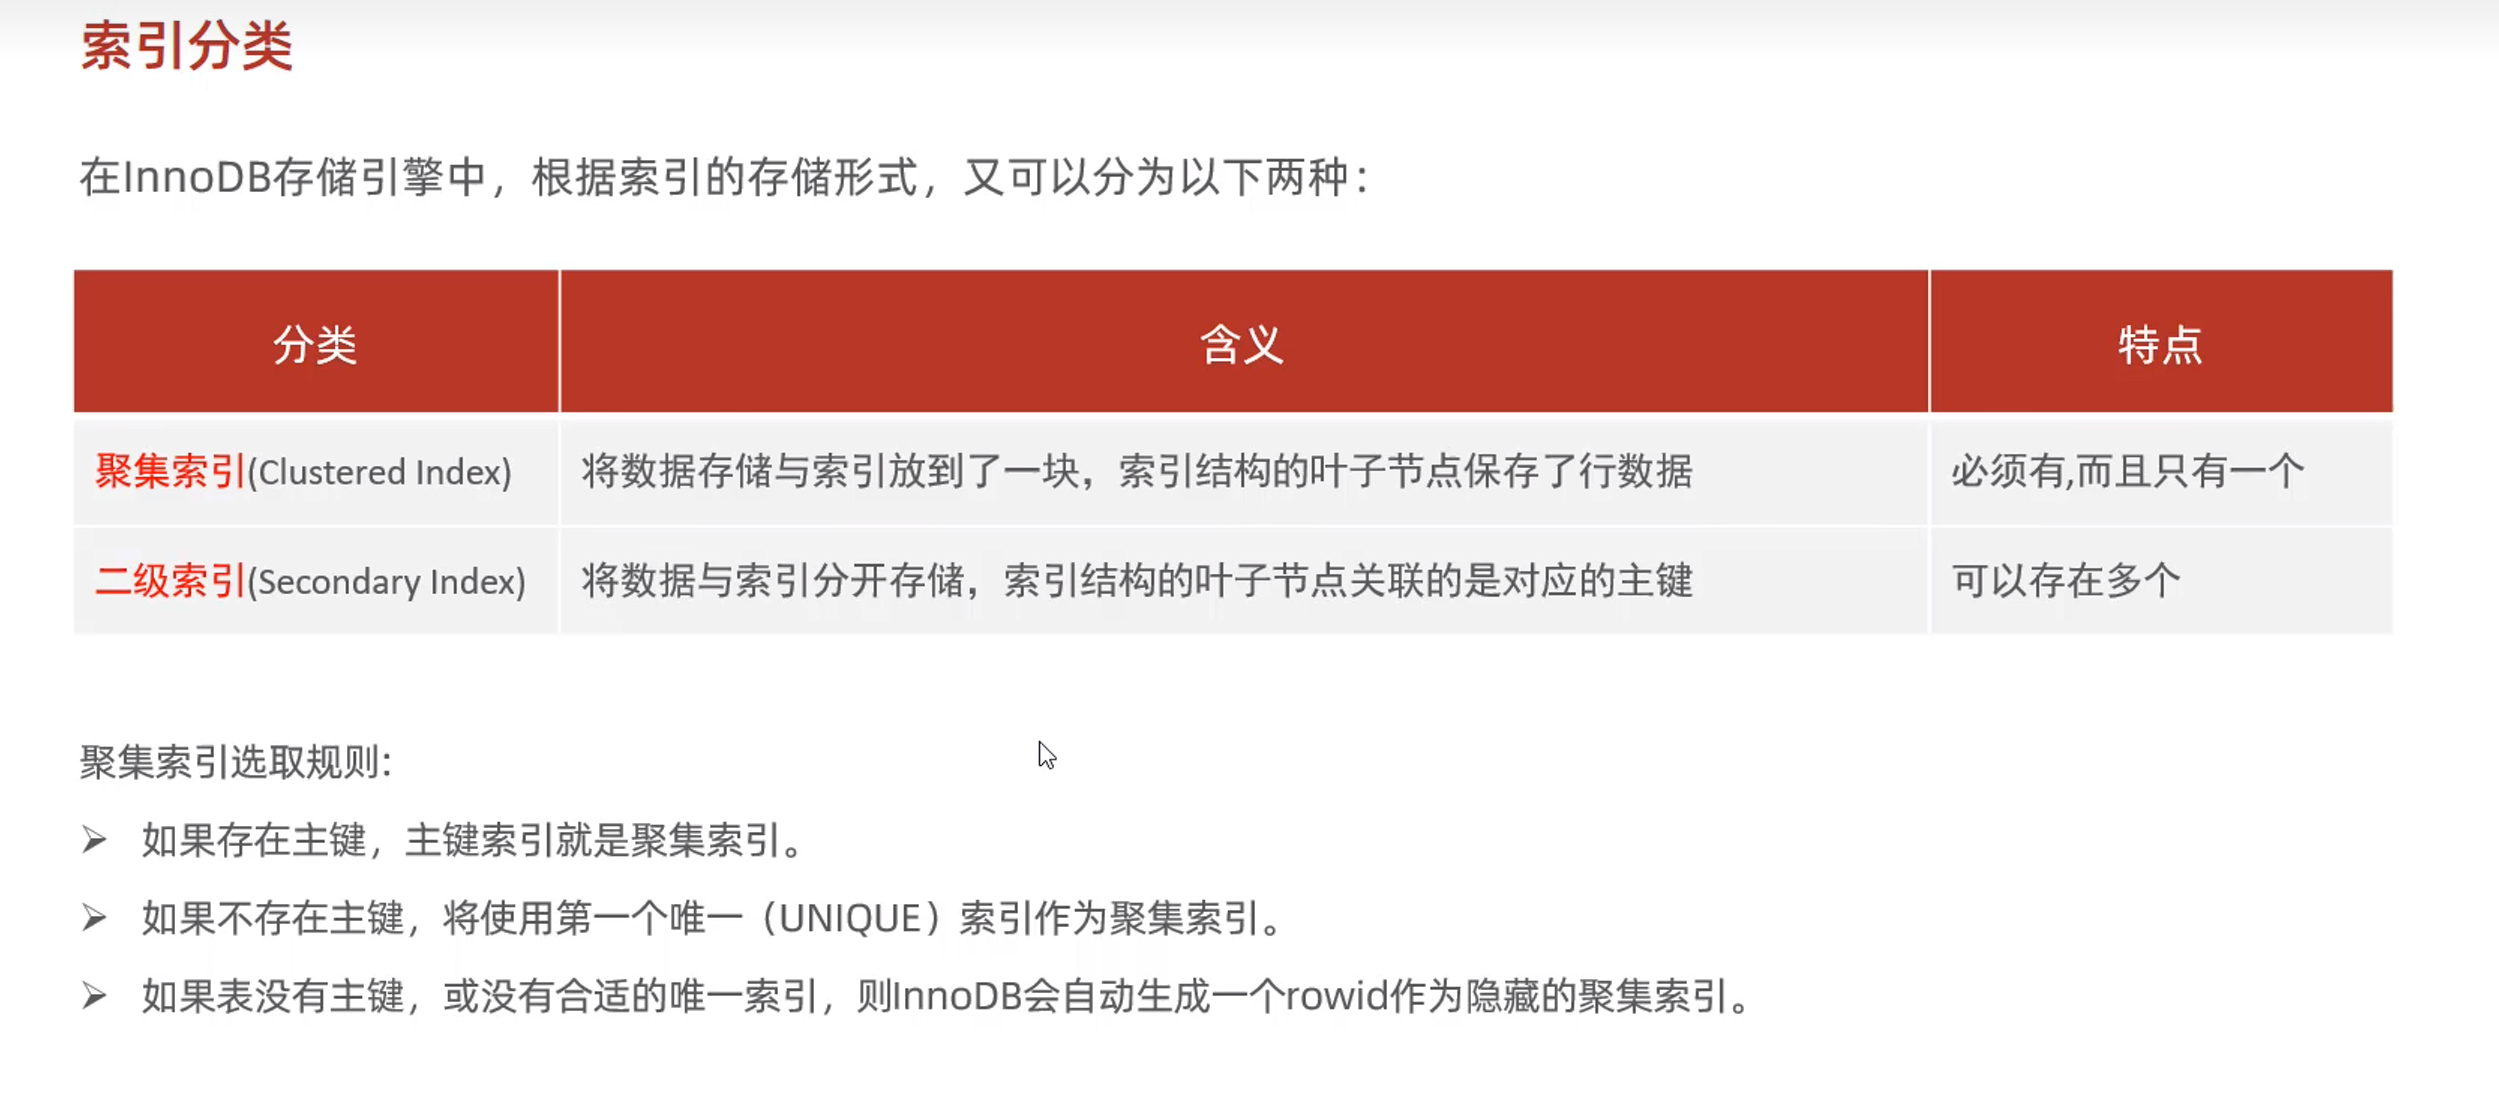 索引分类
在InnoDB存储引擎中，根据索引的存储形式，又可以分为以下两种：
分类 含义 特点
聚集索引(Clustered Index) 将数据存储与索引放到了一块，索引结构的叶子节点保存了行数据 必须有,而且只有一个
二级索引(Secondary Index) 将数据与索引分开存储，索引结构的叶子节点关联的是对应的主键 可以存在多个
聚集索引选取规则:
如果存在主键，主键索引就是聚集索引。
如果不存在主键，将使用第一个唯一（UNIQUE）索引作为聚集索引。
如果表没有主键，或没有合适的唯一索引，则InnoDB会自动生成一个rowid作为隐藏的聚集索引。